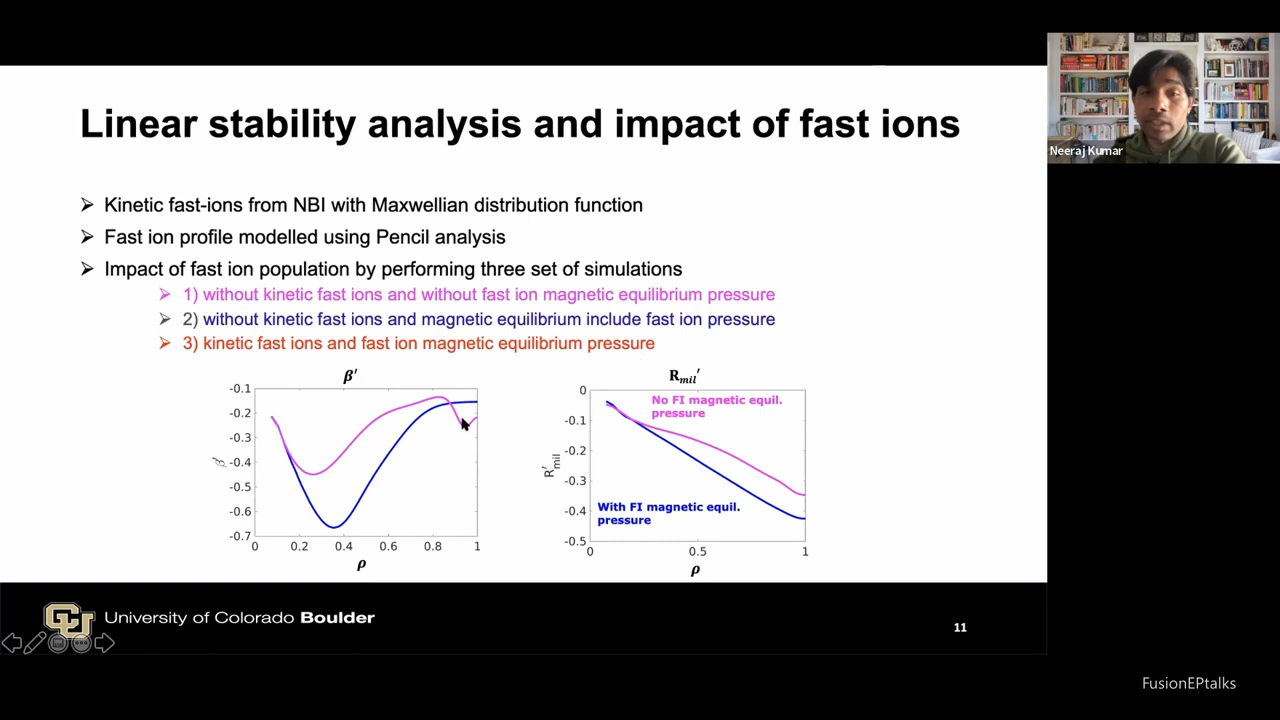 Linear stability analysis and impact of fast ions
Neeraj Kumar
➢ Kinetic fast-ions from NBI with Maxwellian distribution function
➢ Fast ion profile modelled using Pencil analysis
➢ Impact of fast ion population by performing three set of simulations
➢ 1) without kinetic fast ions and without fast ion magnetic equilibrium pressure
➢ 2) without kinetic fast ions and magnetic equilibrium include fast ion pressure
➢ 3) kinetic fast ions and fast ion magnetic equilibrium pressure
β′
-0.1
-0.2
-0.3
-0.4
-0.5
-0.6
-0.7
β′
0 0.2 0.4 0.6 0.8 1
ρ
Rmil′
0
-0.1
-0.2
-0.3
-0.4
-0.5
R′mil
No FI magnetic equil.
pressure
With FI magnetic equil.
pressure
0 0.5 1
ρ
CU University of Colorado Boulder
11
FusionEPtalks